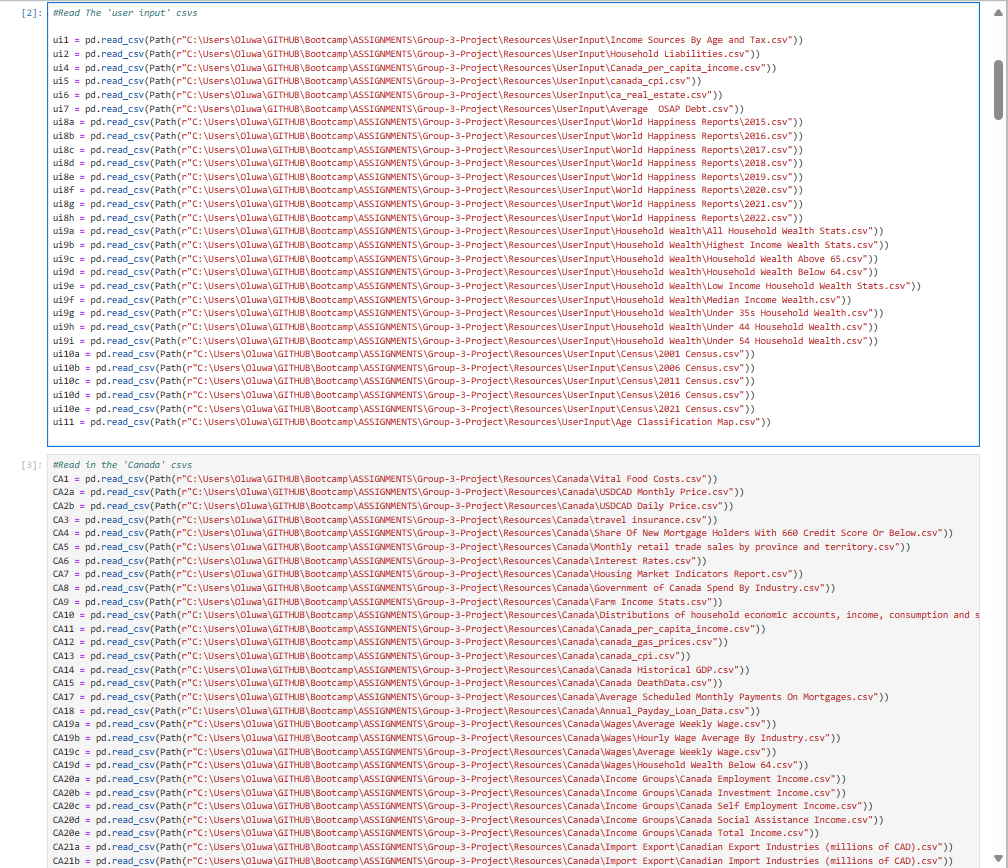 [2]: #Read The 'user input' csvs
ui1 = pd.read_csv(Path(r"C:\Users\Oluwa\GITHUB\Bootcamp\ASSIGNMENTS\Group-3-Project\Resources\UserInput\Income Sources By Age and Tax.csv"))
ui2 = pd.read_csv(Path(r"C:\Users\Oluwa\GITHUB\Bootcamp\ASSIGNMENTS\Group-3-Project\Resources\UserInput\Household Liabilities.csv"))
ui4 = pd.read_csv(Path(r"C:\Users\Oluwa\GITHUB\Bootcamp\ASSIGNMENTS\Group-3-Project\Resources\UserInput\Canada_per_capita_income.csv"))
ui5 = pd.read_csv(Path(r"C:\Users\Oluwa\GITHUB\Bootcamp\ASSIGNMENTS\Group-3-Project\Resources\UserInput\canada_cpi.csv"))
ui6 = pd.read_csv(Path(r"C:\Users\Oluwa\GITHUB\Bootcamp\ASSIGNMENTS\Group-3-Project\Resources\UserInput\ca_real_estate.csv"))
ui7 = pd.read_csv(Path(r"C:\Users\Oluwa\GITHUB\Bootcamp\ASSIGNMENTS\Group-3-Project\Resources\UserInput\Average  OSAP Debt.csv"))
ui8a = pd.read_csv(Path(r"C:\Users\Oluwa\GITHUB\Bootcamp\ASSIGNMENTS\Group-3-Project\Resources\UserInput\World Happiness Reports\2015.csv"))
ui8b = pd.read_csv(Path(r"C:\Users\Oluwa\GITHUB\Bootcamp\ASSIGNMENTS\Group-3-Project\Resources\UserInput\World Happiness Reports\2016.csv"))
ui8c = pd.read_csv(Path(r"C:\Users\Oluwa\GITHUB\Bootcamp\ASSIGNMENTS\Group-3-Project\Resources\UserInput\World Happiness Reports\2017.csv"))
ui8d = pd.read_csv(Path(r"C:\Users\Oluwa\GITHUB\Bootcamp\ASSIGNMENTS\Group-3-Project\Resources\UserInput\World Happiness Reports\2018.csv"))
ui8e = pd.read_csv(Path(r"C:\Users\Oluwa\GITHUB\Bootcamp\ASSIGNMENTS\Group-3-Project\Resources\UserInput\World Happiness Reports\2019.csv"))
ui8f = pd.read_csv(Path(r"C:\Users\Oluwa\GITHUB\Bootcamp\ASSIGNMENTS\Group-3-Project\Resources\UserInput\World Happiness Reports\2020.csv"))
ui8g = pd.read_csv(Path(r"C:\Users\Oluwa\GITHUB\Bootcamp\ASSIGNMENTS\Group-3-Project\Resources\UserInput\World Happiness Reports\2021.csv"))
ui8h = pd.read_csv(Path(r"C:\Users\Oluwa\GITHUB\Bootcamp\ASSIGNMENTS\Group-3-Project\Resources\UserInput\World Happiness Reports\2022.csv"))
ui9a = pd.read_csv(Path(r"C:\Users\Oluwa\GITHUB\Bootcamp\ASSIGNMENTS\Group-3-Project\Resources\UserInput\Household Wealth\All Household Wealth Stats.csv"))
ui9b = pd.read_csv(Path(r"C:\Users\Oluwa\GITHUB\Bootcamp\ASSIGNMENTS\Group-3-Project\Resources\UserInput\Household Wealth\Highest Income Wealth Stats.csv"))
ui9c = pd.read_csv(Path(r"C:\Users\Oluwa\GITHUB\Bootcamp\ASSIGNMENTS\Group-3-Project\Resources\UserInput\Household Wealth\Household Wealth Above 65.csv"))
ui9d = pd.read_csv(Path(r"C:\Users\Oluwa\GITHUB\Bootcamp\ASSIGNMENTS\Group-3-Project\Resources\UserInput\Household Wealth\Household Wealth Below 64.csv"))
ui9e = pd.read_csv(Path(r"C:\Users\Oluwa\GITHUB\Bootcamp\ASSIGNMENTS\Group-3-Project\Resources\UserInput\Household Wealth\Low Income Household Wealth Stats.csv"))
ui9f = pd.read_csv(Path(r"C:\Users\Oluwa\GITHUB\Bootcamp\ASSIGNMENTS\Group-3-Project\Resources\UserInput\Household Wealth\Median Income Wealth.csv"))
ui9g = pd.read_csv(Path(r"C:\Users\Oluwa\GITHUB\Bootcamp\ASSIGNMENTS\Group-3-Project\Resources\UserInput\Household Wealth\Under 35s Household Wealth.csv"))
ui9h = pd.read_csv(Path(r"C:\Users\Oluwa\GITHUB\Bootcamp\ASSIGNMENTS\Group-3-Project\Resources\UserInput\Household Wealth\Under 44 Household Wealth.csv"))
ui9i = pd.read_csv(Path(r"C:\Users\Oluwa\GITHUB\Bootcamp\ASSIGNMENTS\Group-3-Project\Resources\UserInput\Household Wealth\Under 54 Household Wealth.csv"))
ui10a = pd.read_csv(Path(r"C:\Users\Oluwa\GITHUB\Bootcamp\ASSIGNMENTS\Group-3-Project\Resources\UserInput\Census\2001 Census.csv"))
ui10b = pd.read_csv(Path(r"C:\Users\Oluwa\GITHUB\Bootcamp\ASSIGNMENTS\Group-3-Project\Resources\UserInput\Census\2006 Census.csv"))
ui10c = pd.read_csv(Path(r"C:\Users\Oluwa\GITHUB\Bootcamp\ASSIGNMENTS\Group-3-Project\Resources\UserInput\Census\2011 Census.csv"))
ui10d = pd.read_csv(Path(r"C:\Users\Oluwa\GITHUB\Bootcamp\ASSIGNMENTS\Group-3-Project\Resources\UserInput\Census\2016 Census.csv"))
ui10e = pd.read_csv(Path(r"C:\Users\Oluwa\GITHUB\Bootcamp\ASSIGNMENTS\Group-3-Project\Resources\UserInput\Census\2021 Census.csv"))
ui11 = pd.read_csv(Path(r"C:\Users\Oluwa\GITHUB\Bootcamp\ASSIGNMENTS\Group-3-Project\Resources\UserInput\Age Classification Map.csv"))
[3]: #Read in the 'Canada' csvs
CA1 = pd.read_csv(Path(r"C:\Users\Oluwa\GITHUB\Bootcamp\ASSIGNMENTS\Group-3-Project\Resources\Canada\Vital Food Costs.csv"))
CA2a = pd.read_csv(Path(r"C:\Users\Oluwa\GITHUB\Bootcamp\ASSIGNMENTS\Group-3-Project\Resources\Canada\USDCAD Monthly Price.csv"))
CA2b = pd.read_csv(Path(r"C:\Users\Oluwa\GITHUB\Bootcamp\ASSIGNMENTS\Group-3-Project\Resources\Canada\USDCAD Daily Price.csv"))
CA3 = pd.read_csv(Path(r"C:\Users\Oluwa\GITHUB\Bootcamp\ASSIGNMENTS\Group-3-Project\Resources\Canada\travel insurance.csv"))
CA4 = pd.read_csv(Path(r"C:\Users\Oluwa\GITHUB\Bootcamp\ASSIGNMENTS\Group-3-Project\Resources\Canada\Share Of New Mortgage Holders With 660 Credit Score Or Below.csv"))
CA5 = pd.read_csv(Path(r"C:\Users\Oluwa\GITHUB\Bootcamp\ASSIGNMENTS\Group-3-Project\Resources\Canada\Monthly retail trade sales by province and territory.csv"))
CA6 = pd.read_csv(Path(r"C:\Users\Oluwa\GITHUB\Bootcamp\ASSIGNMENTS\Group-3-Project\Resources\Canada\Interest Rates.csv"))
CA7 = pd.read_csv(Path(r"C:\Users\Oluwa\GITHUB\Bootcamp\ASSIGNMENTS\Group-3-Project\Resources\Canada\Housing Market Indicators Report.csv"))
CA8 = pd.read_csv(Path(r"C:\Users\Oluwa\GITHUB\Bootcamp\ASSIGNMENTS\Group-3-Project\Resources\Canada\Government of Canada Spend By Industry.csv"))
CA9 = pd.read_csv(Path(r"C:\Users\Oluwa\GITHUB\Bootcamp\ASSIGNMENTS\Group-3-Project\Resources\Canada\Farm Income Stats.csv"))
CA10 = pd.read_csv(Path(r"C:\Users\Oluwa\GITHUB\Bootcamp\ASSIGNMENTS\Group-3-Project\Resources\Canada\Distributions of household economic accounts, income, consumption and s
CA11 = pd.read_csv(Path(r"C:\Users\Oluwa\GITHUB\Bootcamp\ASSIGNMENTS\Group-3-Project\Resources\Canada\Canada_per_capita_income.csv"))
CA12 = pd.read_csv(Path(r"C:\Users\Oluwa\GITHUB\Bootcamp\ASSIGNMENTS\Group-3-Project\Resources\Canada\canada_gas_prices.csv"))
CA13 = pd.read_csv(Path(r"C:\Users\Oluwa\GITHUB\Bootcamp\ASSIGNMENTS\Group-3-Project\Resources\Canada\canada_cpi.csv"))
CA14 = pd.read_csv(Path(r"C:\Users\Oluwa\GITHUB\Bootcamp\ASSIGNMENTS\Group-3-Project\Resources\Canada\Canada Historical GDP.csv"))
CA15 = pd.read_csv(Path(r"C:\Users\Oluwa\GITHUB\Bootcamp\ASSIGNMENTS\Group-3-Project\Resources\Canada\Canada DeathData.csv"))
CA17 = pd.read_csv(Path(r"C:\Users\Oluwa\GITHUB\Bootcamp\ASSIGNMENTS\Group-3-Project\Resources\Canada\Average Scheduled Monthly Payments On Mortgages.csv"))
CA18 = pd.read_csv(Path(r"C:\Users\Oluwa\GITHUB\Bootcamp\ASSIGNMENTS\Group-3-Project\Resources\Canada\Annual_Payday_Loan_Data.csv"))
CA19a = pd.read_csv(Path(r"C:\Users\Oluwa\GITHUB\Bootcamp\ASSIGNMENTS\Group-3-Project\Resources\Canada\Wages\Average Weekly Wage.csv"))
CA19b = pd.read_csv(Path(r"C:\Users\Oluwa\GITHUB\Bootcamp\ASSIGNMENTS\Group-3-Project\Resources\Canada\Wages\Hourly Wage Average By Industry.csv"))
CA19c = pd.read_csv(Path(r"C:\Users\Oluwa\GITHUB\Bootcamp\ASSIGNMENTS\Group-3-Project\Resources\Canada\Wages\Average Weekly Wage.csv"))
CA19d = pd.read_csv(Path(r"C:\Users\Oluwa\GITHUB\Bootcamp\ASSIGNMENTS\Group-3-Project\Resources\Canada\Wages\Household Wealth Below 64.csv"))
CA20a = pd.read_csv(Path(r"C:\Users\Oluwa\GITHUB\Bootcamp\ASSIGNMENTS\Group-3-Project\Resources\Canada\Income Groups\Canada Employment Income.csv"))
CA20b = pd.read_csv(Path(r"C:\Users\Oluwa\GITHUB\Bootcamp\ASSIGNMENTS\Group-3-Project\Resources\Canada\Income Groups\Canada Investment Income.csv"))
CA20c = pd.read_csv(Path(r"C:\Users\Oluwa\GITHUB\Bootcamp\ASSIGNMENTS\Group-3-Project\Resources\Canada\Income Groups\Canada Self Employment Income.csv"))
CA20d = pd.read_csv(Path(r"C:\Users\Oluwa\GITHUB\Bootcamp\ASSIGNMENTS\Group-3-Project\Resources\Canada\Income Groups\Canada Social Assistance Income.csv"))
CA20e = pd.read_csv(Path(r"C:\Users\Oluwa\GITHUB\Bootcamp\ASSIGNMENTS\Group-3-Project\Resources\Canada\Income Groups\Canada Total Income.csv"))
CA21a = pd.read_csv(Path(r"C:\Users\Oluwa\GITHUB\Bootcamp\ASSIGNMENTS\Group-3-Project\Resources\Canada\Import Export\Canadian Export Industries (millions of CAD).csv"))
CA21b = pd.read_csv(Path(r"C:\Users\Oluwa\GITHUB\Bootcamp\ASSIGNMENTS\Group-3-Project\Resources\Canada\Import Export\Canadian Import Industries (millions of CAD).csv"))